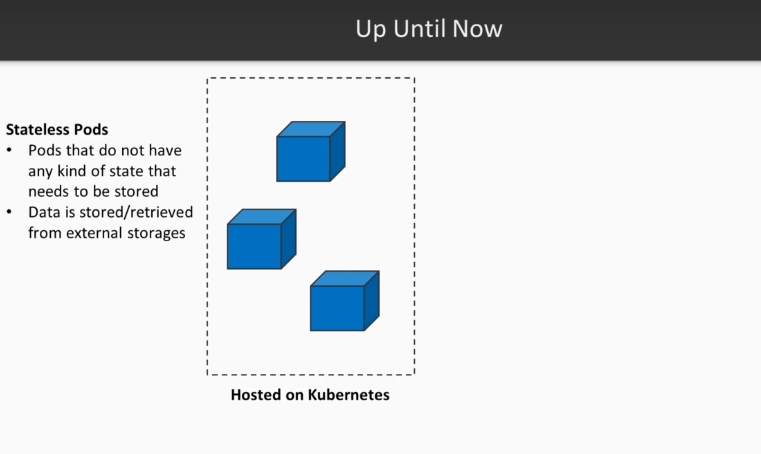 Up Until Now
Stateless Pods
• Pods that do not have
any kind of state that
needs to be stored
• Data is stored/retrieved
from external storages
Hosted on Kubernetes